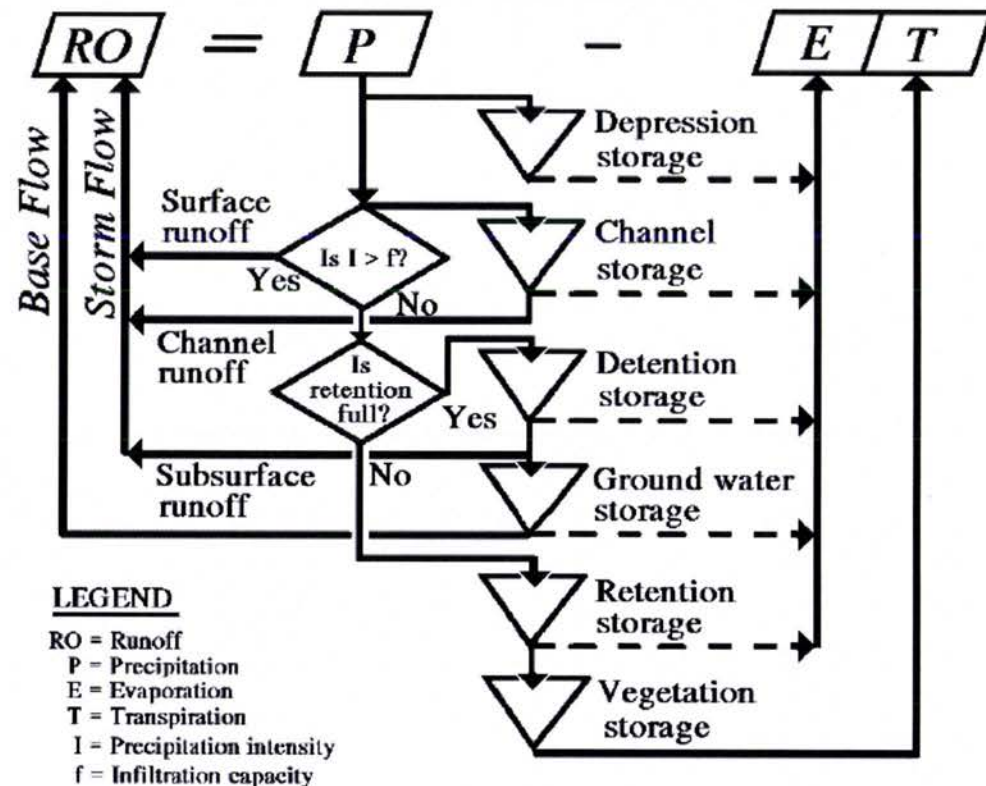 RO = P - E T
Depression
storage
Base Flow
Storm Flow
Surface
runoff
Is I > f?
Yes
No
Channel
storage
Channel
runoff
Is
retention
full?
Yes
No
Detention
storage
Subsurface
runoff
Ground water
storage
Retention
storage
Vegetation
storage
LEGEND
RO = Runoff
P = Precipitation
E = Evaporation
T = Transpiration
I = Precipitation intensity
f = Infiltration capacity